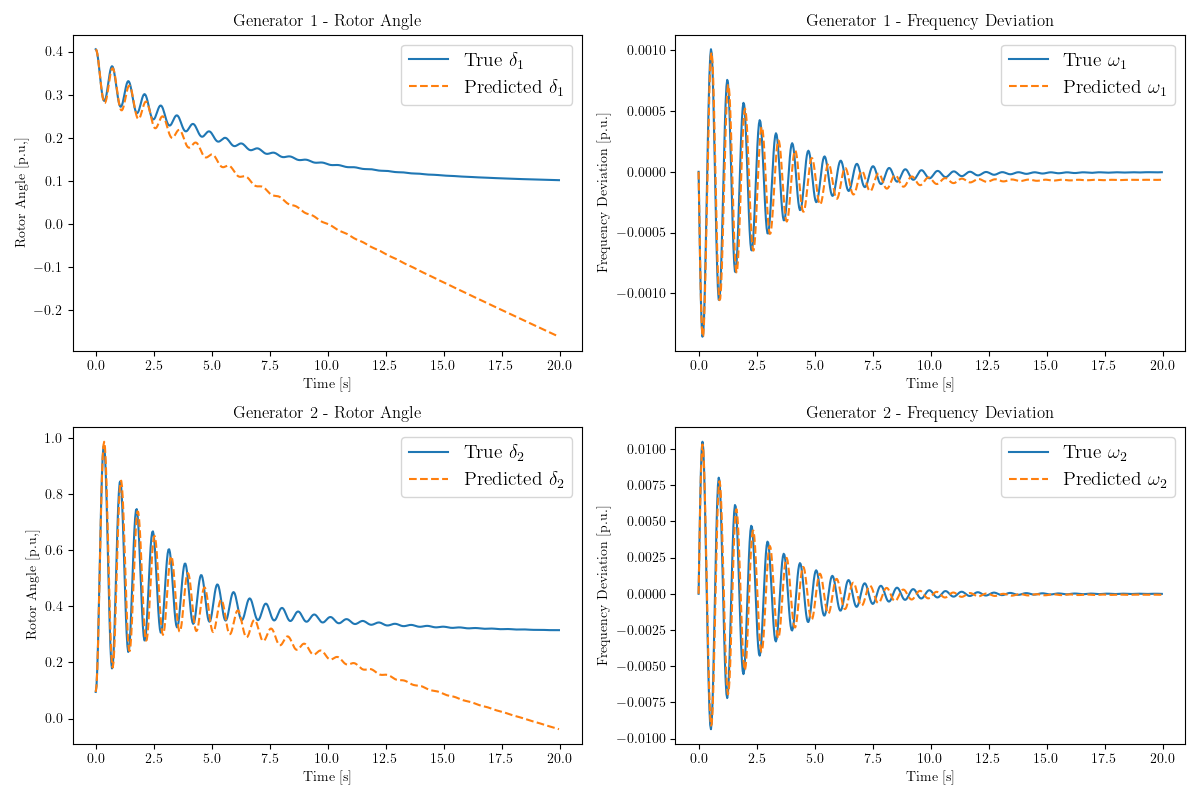 Generator 1 - Rotor Angle
True δ₁
Predicted δ₁
Rotor Angle [p.u,]
0.4
0.3
0.2
0.1
0.0
−0.1
−0.2
0.0 2.5 5.0 7.5 10.0 12.5 15.0 17.5 20.0
Time [s]
Generator 1 - Frequency Deviation
True ω₁
Predicted ω₁
Frequency Deviation [p.u.]
0.0010
0.0005
0.0000
−0.0005
−0.0010
0.0 2.5 5.0 7.5 10.0 12.5 15.0 17.5 20.0
Time [s]
Generator 2 - Rotor Angle
True δ₂
Predicted δ₂
Rotor Angle [p.u,]
1.0
0.8
0.6
0.4
0.2
0.0
0.0 2.5 5.0 7.5 10.0 12.5 15.0 17.5 20.0
Time [s]
Generator 2 - Frequency Deviation
True ω₂
Predicted ω₂
Frequency Deviation [p.u.]
0.0100
0.0075
0.0050
0.0025
0.0000
−0.0025
−0.0050
−0.0075
−0.0100
0.0 2.5 5.0 7.5 10.0 12.5 15.0 17.5 20.0
Time [s]